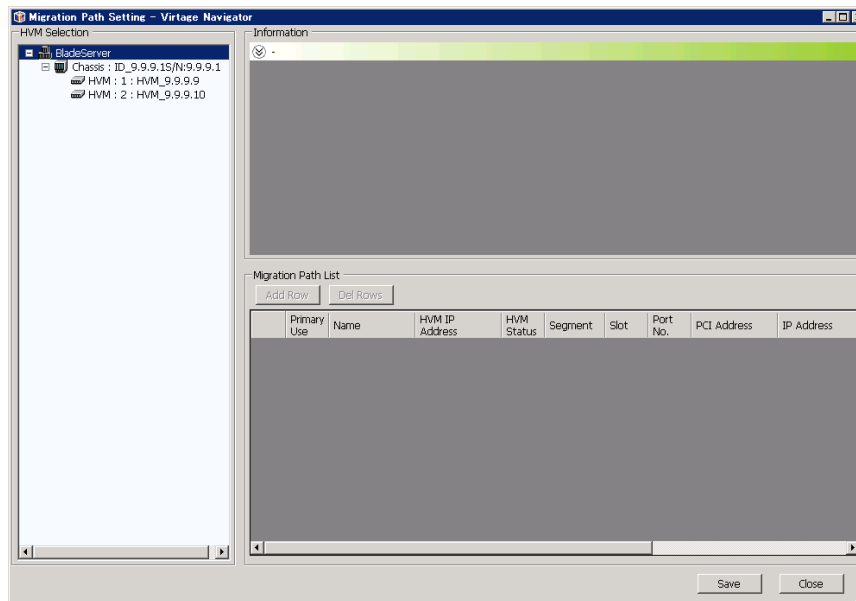 Migration Path Setting - Virtage Navigator
HVM Selection
BladeServer
Chassis : ID_9.9.9.1S/N:9.9.9.1
HVM : 1 : HVM_9.9.9.9
HVM : 2 : HVM_9.9.9.10
Information
-
Migration Path List
Add Row
Del Rows
Primary Use
Name
HVM IP Address
HVM Status
Segment
Slot
Port No.
PCI Address
IP Address
Save
Close